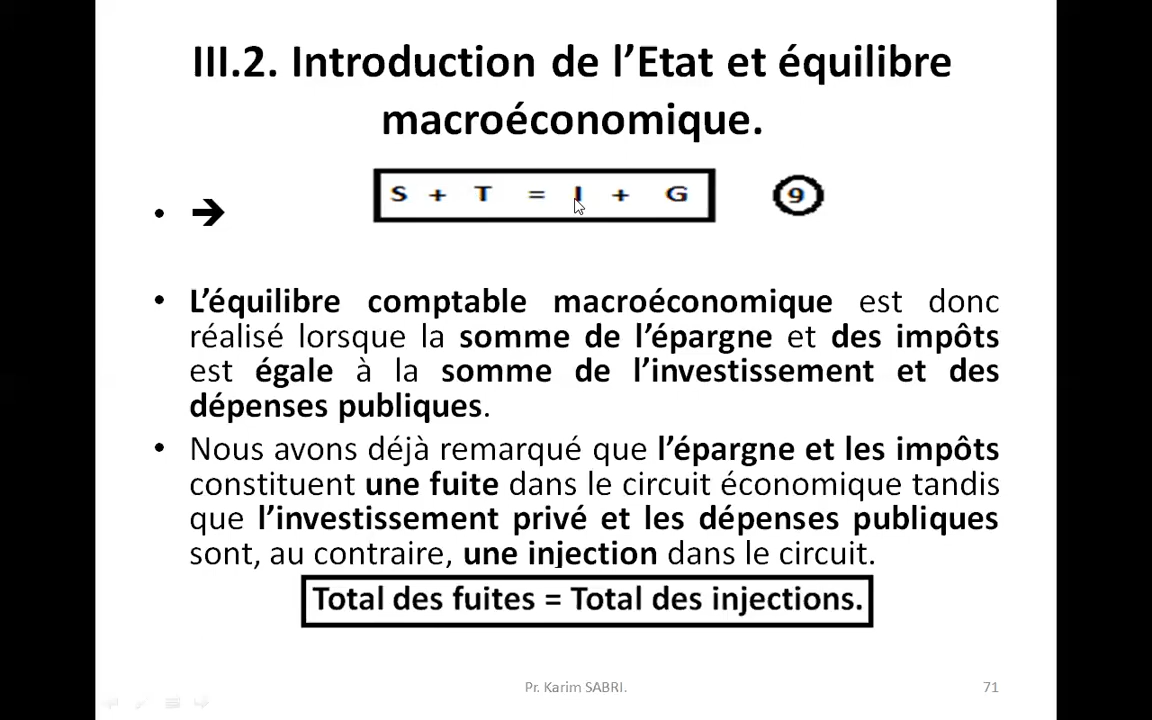 III.2. Introduction de l’Etat et équilibre
macroéconomique.
S + T = I + G
9
• ➔
• L’équilibre comptable macroéconomique est donc
réalisé lorsque la somme de l’épargne et des impôts
est égale à la somme de l’investissement et des
dépenses publiques.
• Nous avons déjà remarqué que l’épargne et les impôts
constituent une fuite dans le circuit économique tandis
que l’investissement privé et les dépenses publiques
sont, au contraire, une injection dans le circuit.
Total des fuites = Total des injections.
Pr. Karim SABRI.
71